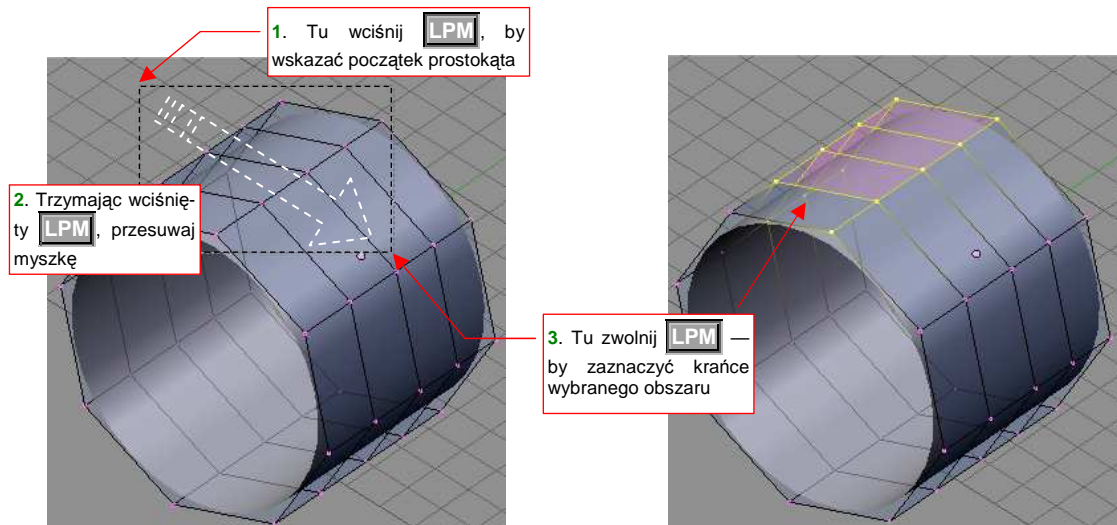 1. Tu wciśnij LPM, by
wskazać początek prostokąta
2. Trzymając wciśnię-
ty LPM, przesuwaj
myszkę
3. Tu zwolnij LPM —
by zaznaczyć krańce
wybranego obszaru